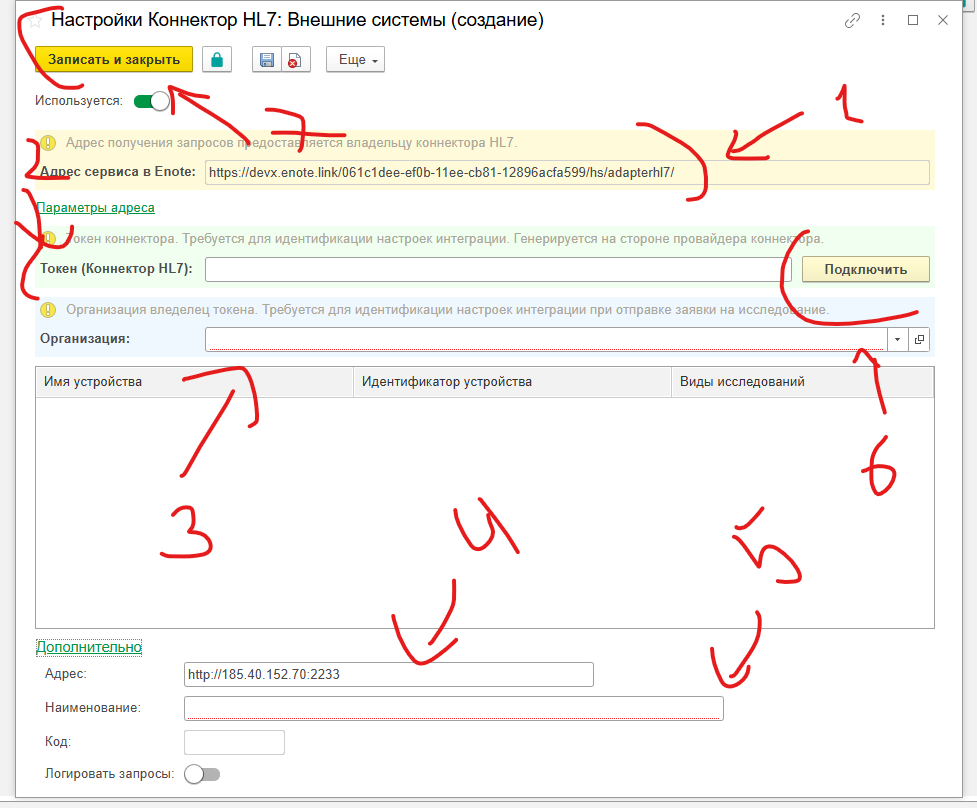 Настройки Коннектор HL7: Внешние системы (создание)
Записать и закрыть
Еще
Используется:
7
1
Адрес получения запросов предоставляется владельцу коннектора HL7.
2
Адрес сервиса в Enote: https://devx.enote.link/061c1dee-ef0b-11ee-cb81-12896acfa599/hs/adapterhl7/
Параметры адреса
Токен коннектора. Требуется для идентификации настроек интеграции. Генерируется на стороне провайдера коннектора.
Токен (Коннектор HL7): Подключить
Организация владелец токена. Требуется для идентификации настроек интеграции при отправке заявки на исследование.
Организация:
Имя устройства Идентификатор устройства Виды исследований
6
3 4 5
Дополнительно
Адрес: http://185.40.152.70:2233
Наименование:
Код:
Логировать запросы: